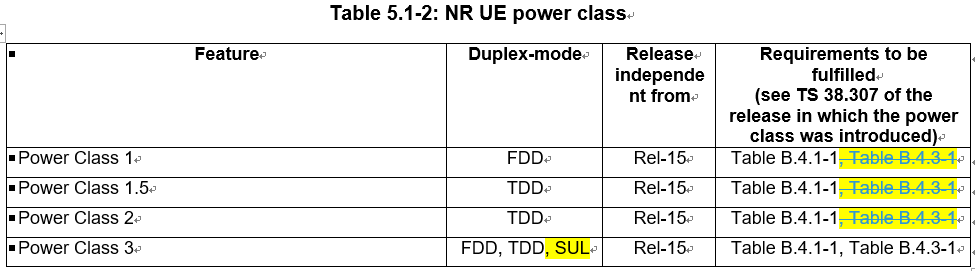 Table 5.1-2: NR UE power class
Feature
Duplex-mode
Release
independe
nt from
Requirements to be
fulfilled
(see TS 38.307 of the
release in which the power
class was introduced)
Power Class 1
FDD
Rel-15
Table B.4.1-1, Table B.4.3-1
Power Class 1.5
TDD
Rel-15
Table B.4.1-1, Table B.4.3-1
Power Class 2
TDD
Rel-15
Table B.4.1-1, Table B.4.3-1
Power Class 3
FDD, TDD, SUL
Rel-15
Table B.4.1-1, Table B.4.3-1